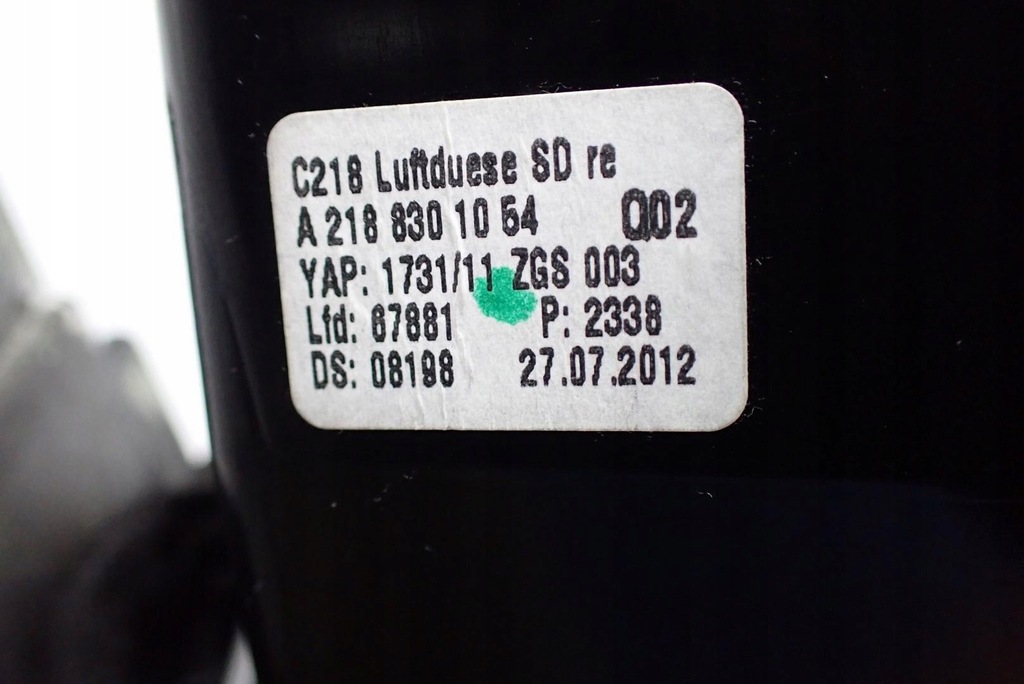 C218 Luftduese SD re
A 218 830 10 54 Q02
YAP: 1731/11 ZGS 003
Lfd: 67881 P: 2338
DS: 08198 27.07.2012